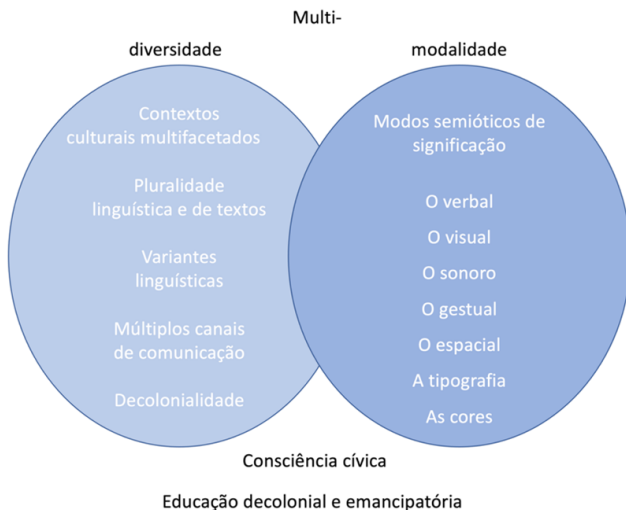 Multi-
diversidade
modalidade
Contextos
culturais multifacetados
Pluralidade
linguística e de textos
Variantes
linguísticas
Múltiplos canais
de comunicação
Decolonialidade
Modos semióticos de
significação
O verbal
O visual
O sonoro
O gestual
O espacial
A tipografia
As cores
Consciência cívica
Educação decolonial e emancipatória